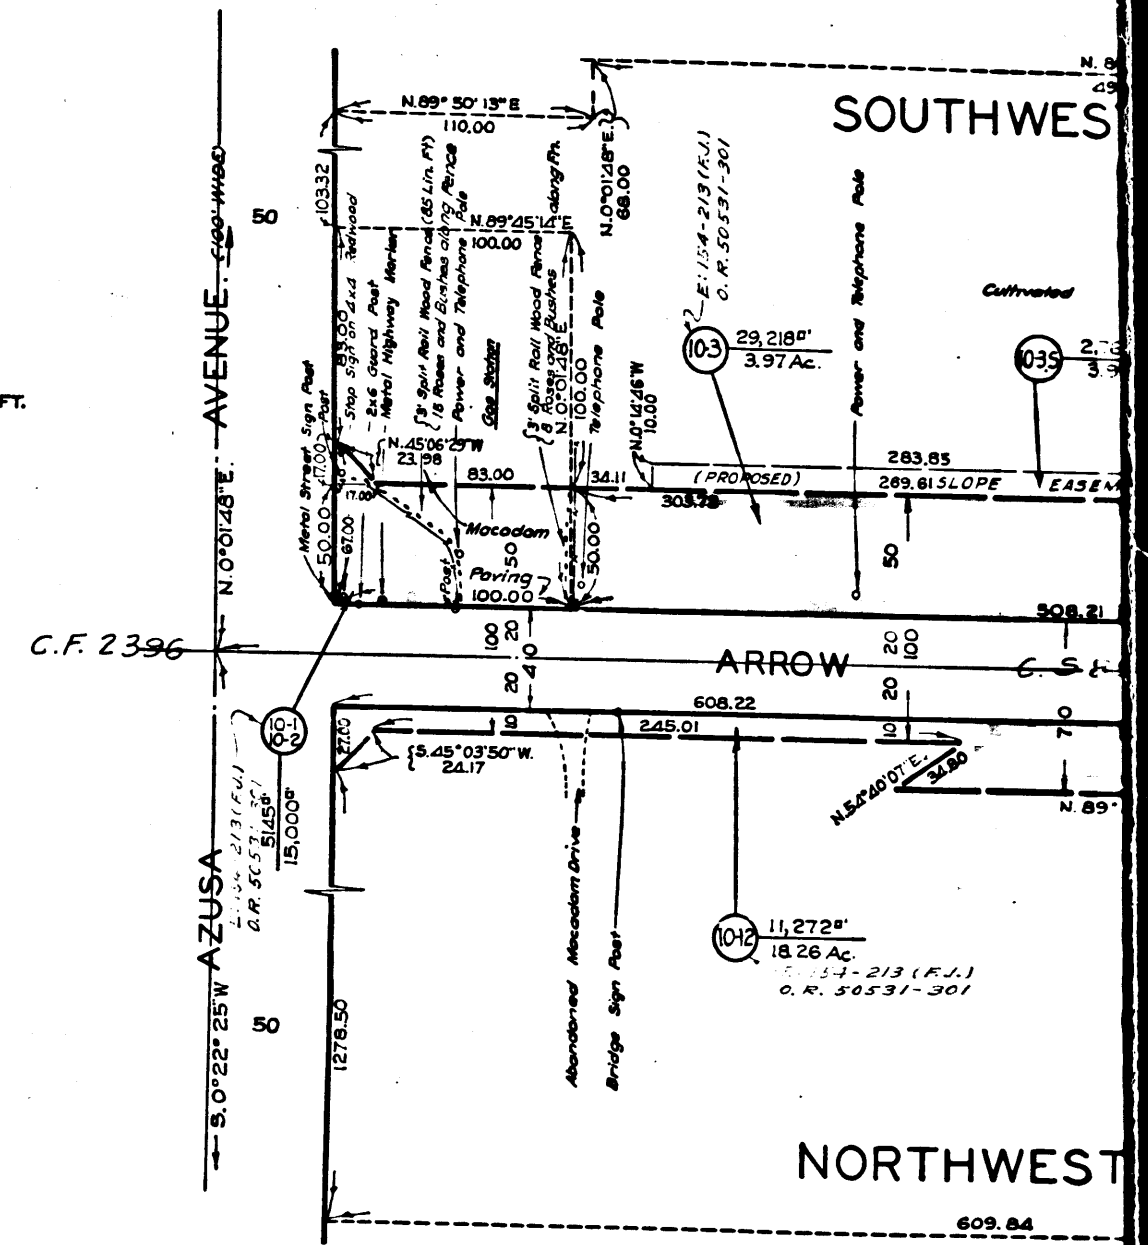 N. 8
49
SOUTHWES
N.89° 50' 13" E
110.00
N.0°01'48"E.
68.00
103.32
50
AVENUE. (100' WIDE)
N.89°45'14"E
100.00
Stop Sign on 4x4 Redwood
2x6 Guard Post
Metal Highway Marker
3' Split Rail Wood Fence (85 Lin. Ft)
18 Roses and Bushes along Fence
Power and Telephone Pole
Gas Station
3' Split Rail Wood Fence
8 Roses and Bushes along Fn.
N.0°01'48"E
100.00
Telephone Pole
E: 154-213 (F.J.)
O.R. 50531-301
10-3
29,218□'
3.97 Ac.
Power and Telephone Pole
Cultivated
10-35
FT.
Metal Street Sign Post
Post
83.00
17.00
N.45°06'29"W
23.98
83.00
34.11
N.0°14'46"W.
10.00
283.85
(PROPOSED)
289.61 SLOPE
EASEM
17.00
50.00
67.00
Macadam
50
Paving
100.00
Post
50.00
50
N.0°01'48"E.
508.21
C.F. 2396
100
20
40
20
ARROW
20
100
20
C. S
608.22
245.01
10
10
70
10-1
10-2
27.00
S.45°03'50"W.
24.17
N.54°40'07"E.
34.80
N. 89°
154-213 (F.J.)
O.R. 50531-301
5145□'
15,000□'
AZUSA
S.0°22'25"W
50
Abandoned Macadam Drive
Bridge Sign Post
10-12
11,272□'
18.26 Ac.
154-213 (F.J.)
O. R. 50531-301
1278.50
NORTHWEST
609.84